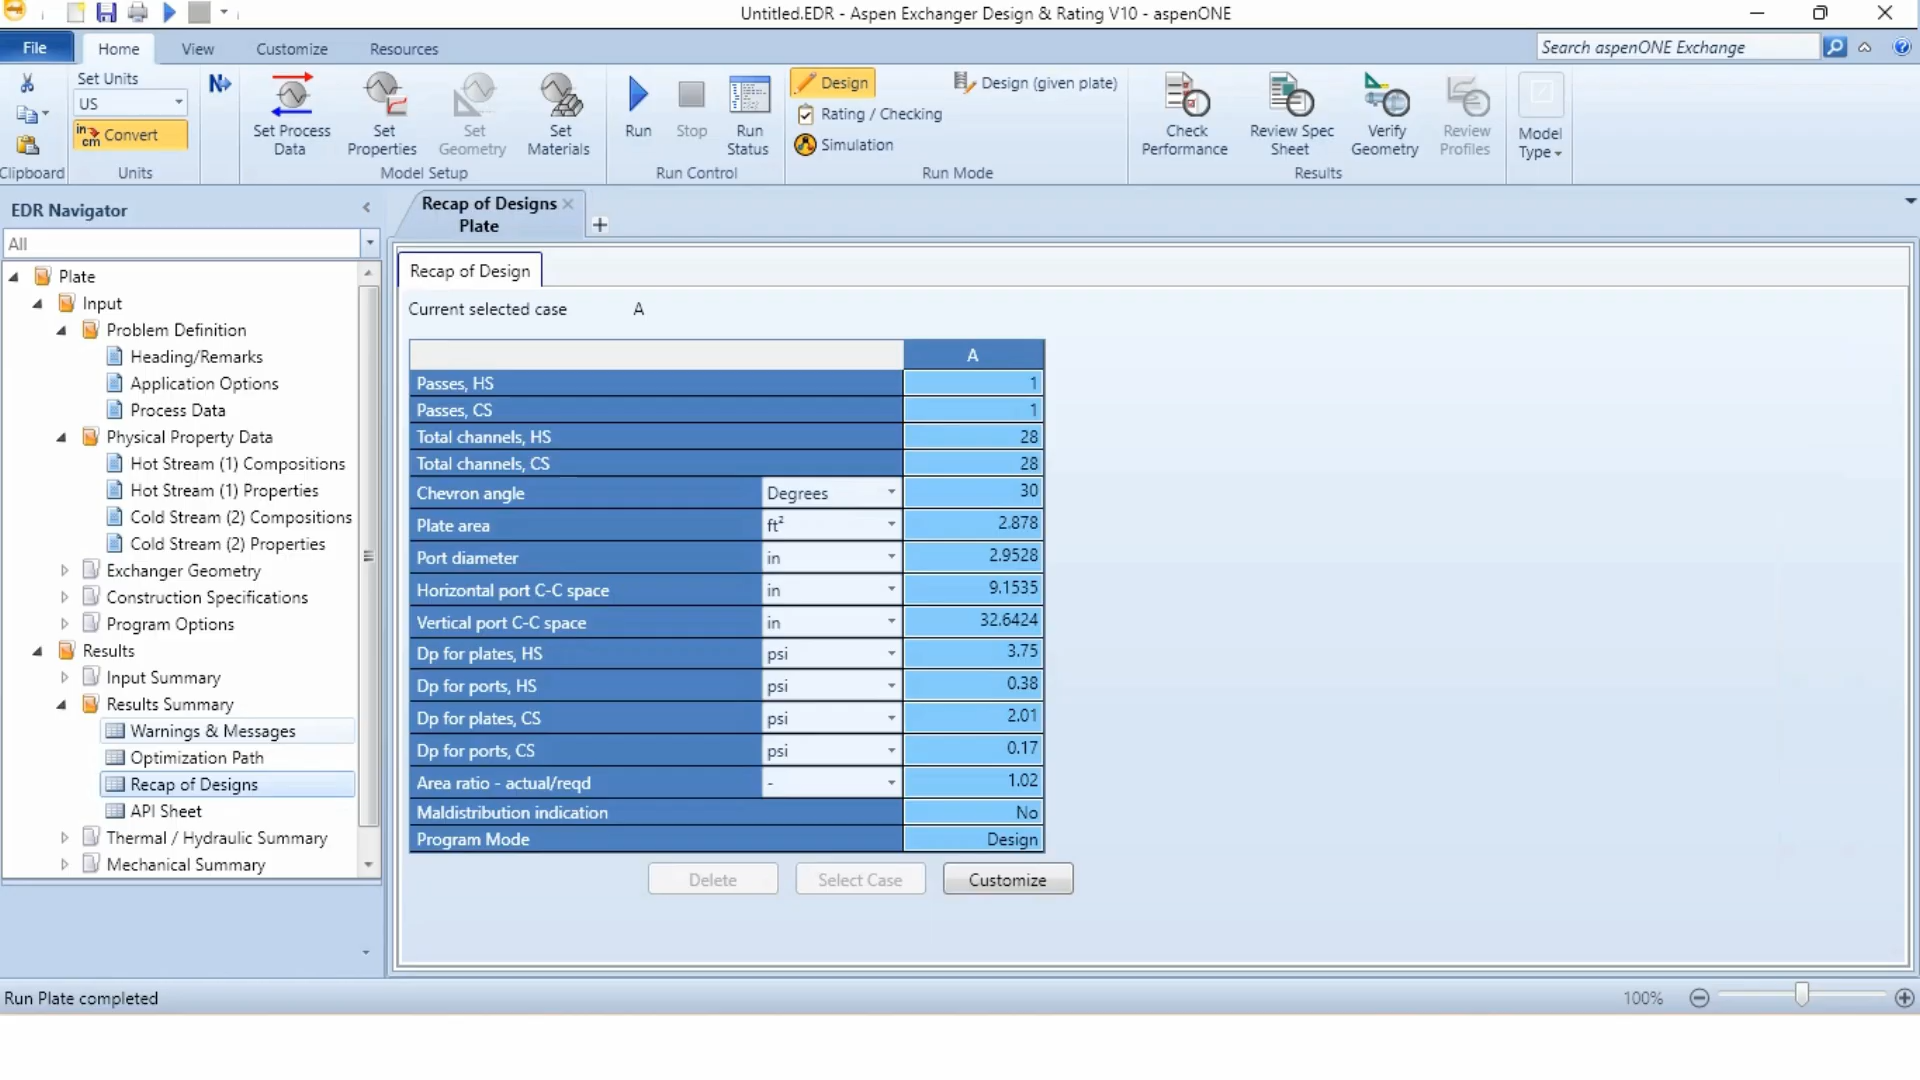 Untitled.EDR - Aspen Exchanger Design & Rating V10 - aspenONE
File Home View Customize Resources Search aspenONE Exchange
Set Units
US
Convert
Clipboard
Units
Set Process Data
Set Properties
Set Geometry
Set Materials
Model Setup
Run
Stop
Run Status
Run Control
Design
Rating / Checking
Simulation
Design (given plate)
Run Mode
Check Performance
Review Spec Sheet
Verify Geometry
Review Profiles
Results
Model Type
EDR Navigator
All
Plate
Input
Problem Definition
Heading/Remarks
Application Options
Process Data
Physical Property Data
Hot Stream (1) Compositions
Hot Stream (1) Properties
Cold Stream (2) Compositions
Cold Stream (2) Properties
Exchanger Geometry
Construction Specifications
Program Options
Results
Input Summary
Results Summary
Warnings & Messages
Optimization Path
Recap of Designs
API Sheet
Thermal / Hydraulic Summary
Mechanical Summary
Recap of Designs
Plate
Recap of Design
Current selected case A
A
Passes, HS 1
Passes, CS 1
Total channels, HS 28
Total channels, CS 28
Chevron angle Degrees 30
Plate area ft² 2.878
Port diameter in 2.9528
Horizontal port C-C space in 9.1535
Vertical port C-C space in 32.6424
Dp for plates, HS psi 3.75
Dp for ports, HS psi 0.38
Dp for plates, CS psi 2.01
Dp for ports, CS psi 0.17
Area ratio - actual/reqd - 1.02
Maldistribution indication No
Program Mode Design
Delete Select Case Customize
Run Plate completed 100%